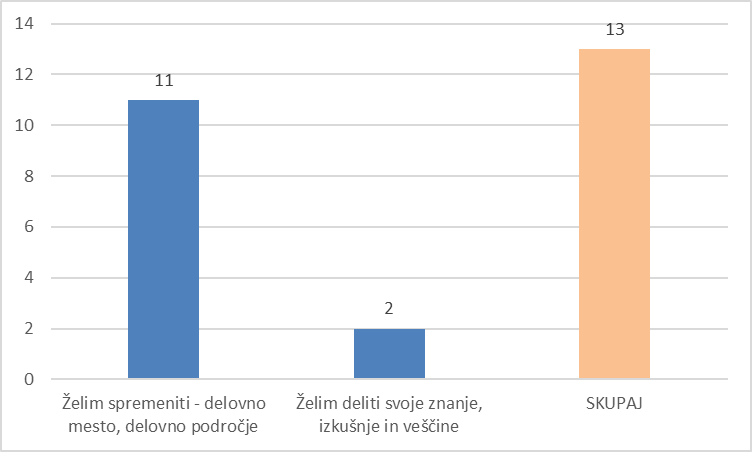 14
12
10
8
6
4
2
0
11
2
13
Želim spremeniti - delovno
mesto, delovno področje
Želim deliti svoje znanje,
izkušnje in veščine
SKUPAJ